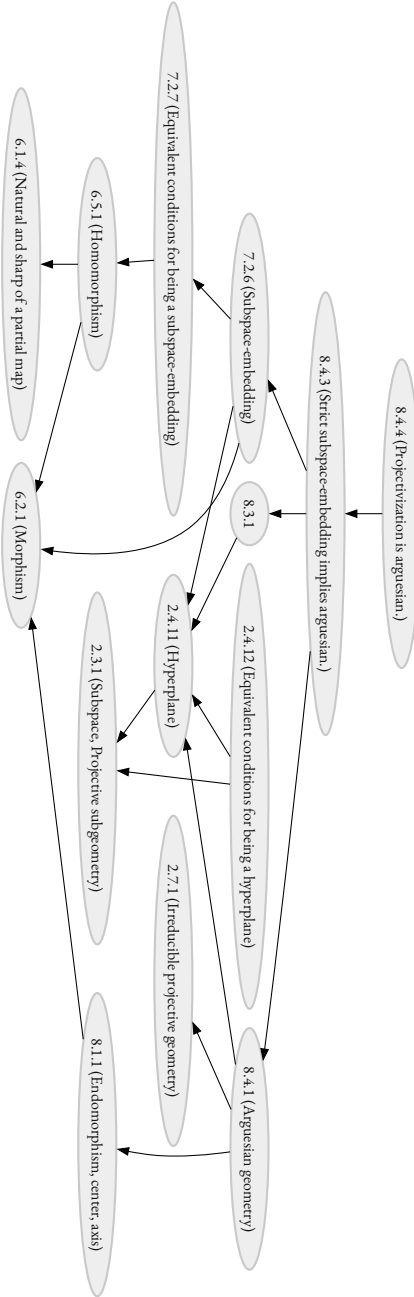 8.4.4 (Projectivization is arguesian.)
8.4.3 (Strict subspace-embedding implies arguesian.)
7.2.6 (Subspace-embedding)
8.3.1
2.4.12 (Equivalent conditions for being a hyperplane)
8.4.1 (Arguesian geometry)
7.2.7 (Equivalent conditions for being a subspace-embedding)
2.4.11 (Hyperplane)
2.7.1 (Irreducible projective geometry)
6.5.1 (Homomorphism)
2.3.1 (Subspace, Projective subgeometry)
8.1.1 (Endomorphism, center, axis)
6.1.4 (Natural and sharp of a partial map)
6.2.1 (Morphism)